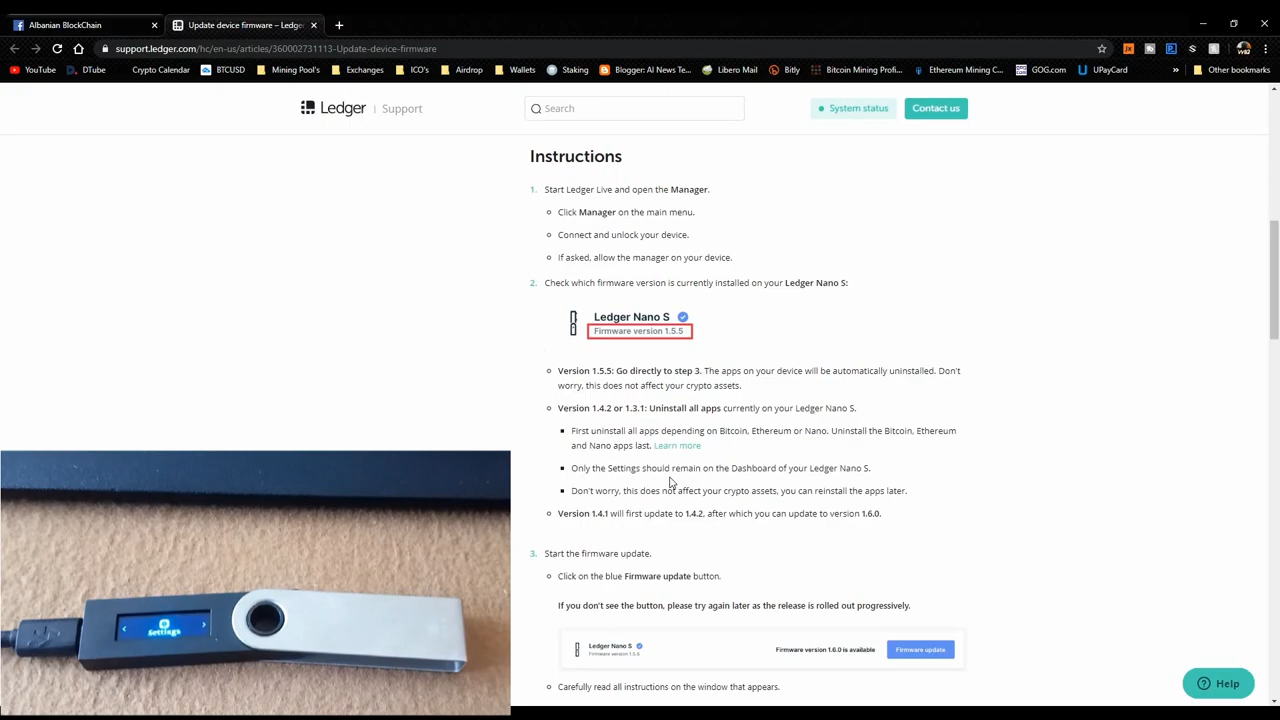 Albanian BlockChain
Update device firmware – Ledger
support.ledger.com/hc/en-us/articles/360002731113-Update-device-firmware
YouTube
DTube
Crypto Calendar
BTCUSD
Mining Pool's
Exchanges
ICO's
Airdrop
Wallets
Staking
Blogger: AI News Te...
Libero Mail
Bitly
Bitcoin Mining Profi...
Ethereum Mining C...
GOG.com
UPayCard
Other bookmarks
Ledger | Support
Search
System status
Contact us
Instructions
1. Start Ledger Live and open the Manager.
Click Manager on the main menu.
Connect and unlock your device.
If asked, allow the manager on your device.
2. Check which firmware version is currently installed on your Ledger Nano S:
Ledger Nano S
Firmware version 1.5.5
Version 1.5.5: Go directly to step 3. The apps on your device will be automatically uninstalled. Don't
worry, this does not affect your crypto assets.
Version 1.4.2 or 1.3.1: Uninstall all apps currently on your Ledger Nano S.
First uninstall all apps depending on Bitcoin, Ethereum or Nano. Uninstall the Bitcoin, Ethereum
and Nano apps last. Learn more
Only the Settings should remain on the Dashboard of your Ledger Nano S.
Don't worry, this does not affect your crypto assets, you can reinstall the apps later.
Version 1.4.1 will first update to 1.4.2, after which you can update to version 1.6.0.
3. Start the firmware update.
Click on the blue Firmware update button.
If you don't see the button, please try again later as the release is rolled out progressively.
Ledger Nano S
Firmware version 1.5.5
Firmware version 1.6.0 is available
Firmware update
Carefully read all instructions on the window that appears.
Settings
Help